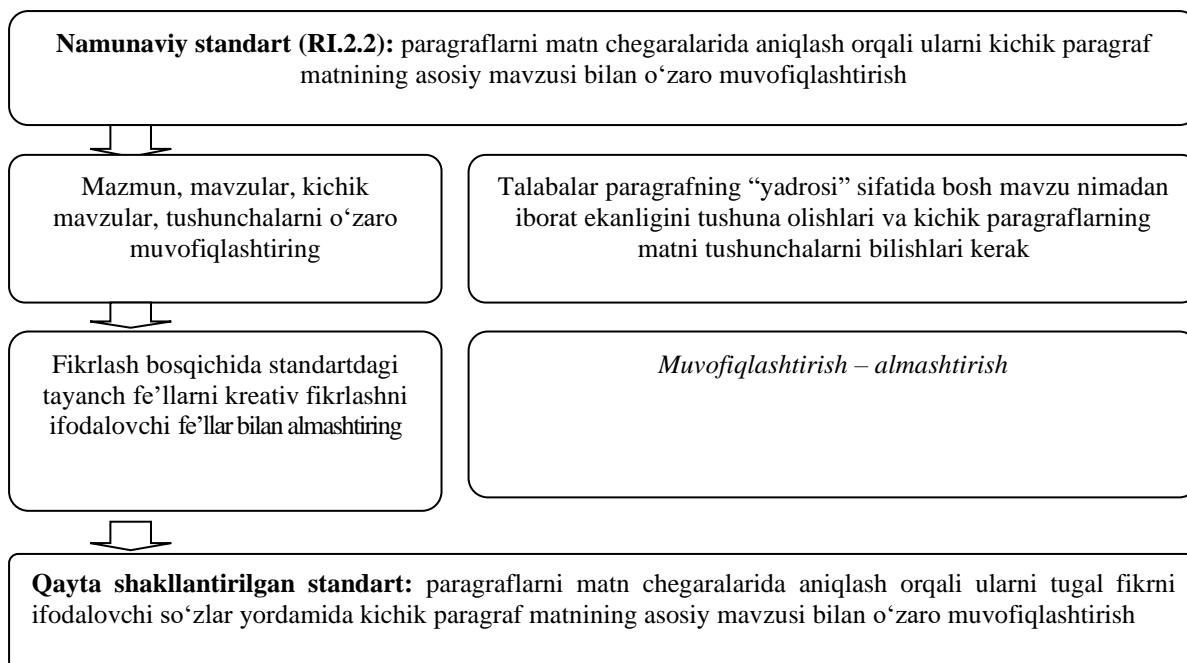 Namunaviy standart (RI.2.2): paragraflarni matn chegaralarida aniqlash orqali ularni kichik paragraf
matnining asosiy mavzusi bilan o‘zaro muvofiqlashtirish
Mazmun, mavzular, kichik
mavzular, tushunchalarni o‘zaro
muvofiqlashtiring
Talabalar paragrafning “yadrosi” sifatida bosh mavzu nimadan
iborat ekanligini tushuna olishlari va kichik paragraflarning
matni tushunchalarni bilishlari kerak
Fikrlash bosqichida standartdagi
tayanch fe’llarni kreativ fikrlashni
ifodalovchi fe’llar bilan almashtiring
Muvofiqlashtirish – almashtirish
Qayta shakllantirilgan standart: paragraflarni matn chegaralarida aniqlash orqali ularni tugal fikrni
ifodalovchi so‘zlar yordamida kichik paragraf matnining asosiy mavzusi bilan o‘zaro muvofiqlashtirish